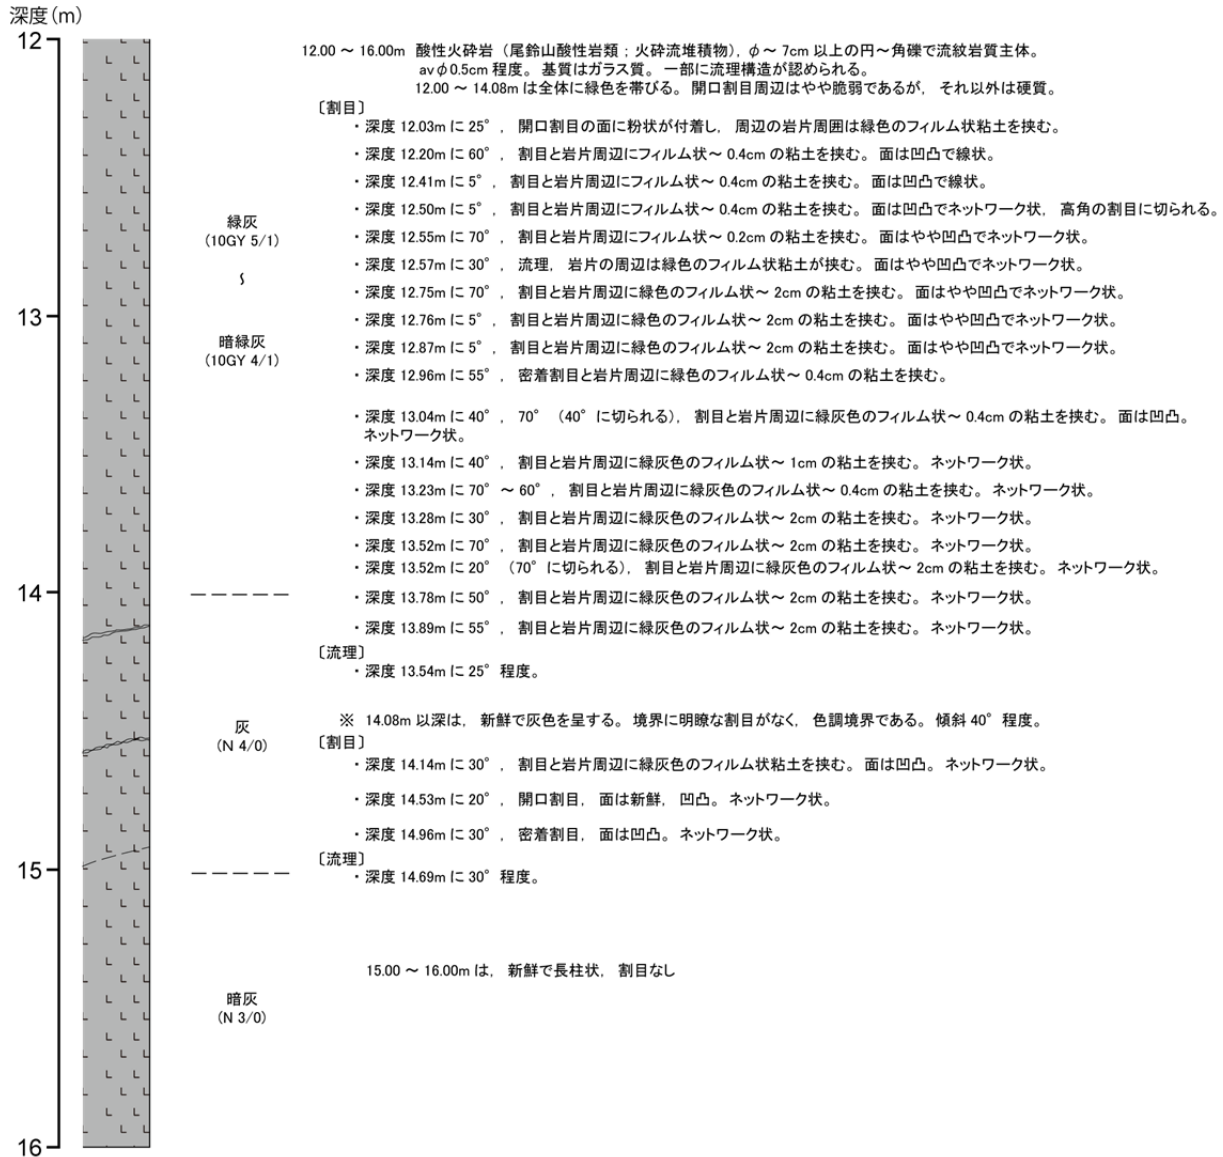 深度(m)
12
13
14
15
16
緑灰
(10GY 5/1)
～
暗緑灰
(10GY 4/1)
灰
(N 4/0)
暗灰
(N 3/0)
12.00 ～ 16.00m 酸性火砕岩（尾鈴山酸性岩類；火砕流堆積物），φ～ 7cm 以上の円～角礫で流紋岩質主体。
avφ0.5cm 程度。基質はガラス質。一部に流理構造が認められる。
12.00 ～ 14.08m は全体に緑色を帯びる。開口割目周辺はやや脆弱であるが，それ以外は硬質。
〔割目〕
・深度 12.03m に 25°，開口割目の面に粉状が付着し，周辺の岩片周囲は緑色のフィルム状粘土を挟む。
・深度 12.20m に 60°，割目と岩片周辺にフィルム状～ 0.4cm の粘土を挟む。面は凹凸で線状。
・深度 12.41m に 5°，割目と岩片周辺にフィルム状～ 0.4cm の粘土を挟む。面は凹凸で線状。
・深度 12.50m に 5°，割目と岩片周辺にフィルム状～ 0.4cm の粘土を挟む。面は凹凸でネットワーク状，高角の割目に切られる。
・深度 12.55m に 70°，割目と岩片周辺にフィルム状～ 0.2cm の粘土を挟む。面はやや凹凸でネットワーク状。
・深度 12.57m に 30°，流理，岩片の周辺は緑色のフィルム状粘土が挟む。面はやや凹凸でネットワーク状。
・深度 12.75m に 70°，割目と岩片周辺に緑色のフィルム状～ 2cm の粘土を挟む。面はやや凹凸でネットワーク状。
・深度 12.76m に 5°，割目と岩片周辺に緑色のフィルム状～ 2cm の粘土を挟む。面はやや凹凸でネットワーク状。
・深度 12.87m に 5°，割目と岩片周辺に緑色のフィルム状～ 2cm の粘土を挟む。面はやや凹凸でネットワーク状。
・深度 12.96m に 55°，密着割目と岩片周辺に緑色のフィルム状～ 0.4cm の粘土を挟む。
・深度 13.04m に 40°，70°（40°に切られる），割目と岩片周辺に緑灰色のフィルム状～ 0.4cm の粘土を挟む。面は凹凸。
ネットワーク状。
・深度 13.14m に 40°，割目と岩片周辺に緑灰色のフィルム状～ 1cm の粘土を挟む。ネットワーク状。
・深度 13.23m に 70°～ 60°，割目と岩片周辺に緑灰色のフィルム状～ 0.4cm の粘土を挟む。ネットワーク状。
・深度 13.28m に 30°，割目と岩片周辺に緑灰色のフィルム状～ 2cm の粘土を挟む。ネットワーク状。
・深度 13.52m に 70°，割目と岩片周辺に緑灰色のフィルム状～ 2cm の粘土を挟む。ネットワーク状。
・深度 13.52m に 20°（70°に切られる），割目と岩片周辺に緑灰色のフィルム状～ 2cm の粘土を挟む。ネットワーク状。
・深度 13.78m に 50°，割目と岩片周辺に緑灰色のフィルム状～ 2cm の粘土を挟む。ネットワーク状。
・深度 13.89m に 55°，割目と岩片周辺に緑灰色のフィルム状～ 2cm の粘土を挟む。ネットワーク状。
〔流理〕
・深度 13.54m に 25°程度。
※ 14.08m 以深は，新鮮で灰色を呈する。境界に明瞭な割目がなく，色調境界である。傾斜 40°程度。
〔割目〕
・深度 14.14m に 30°，割目と岩片周辺に緑灰色のフィルム状粘土を挟む。面は凹凸。ネットワーク状。
・深度 14.53m に 20°，開口割目，面は新鮮，凹凸。ネットワーク状。
・深度 14.96m に 30°，密着割目，面は凹凸。ネットワーク状。
〔流理〕
・深度 14.69m に 30°程度。
15.00 ～ 16.00m は，新鮮で長柱状，割目なし